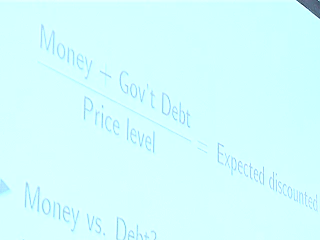 Money + Gov't Debt
Price level
= Expected discounted
Money vs. Debt?